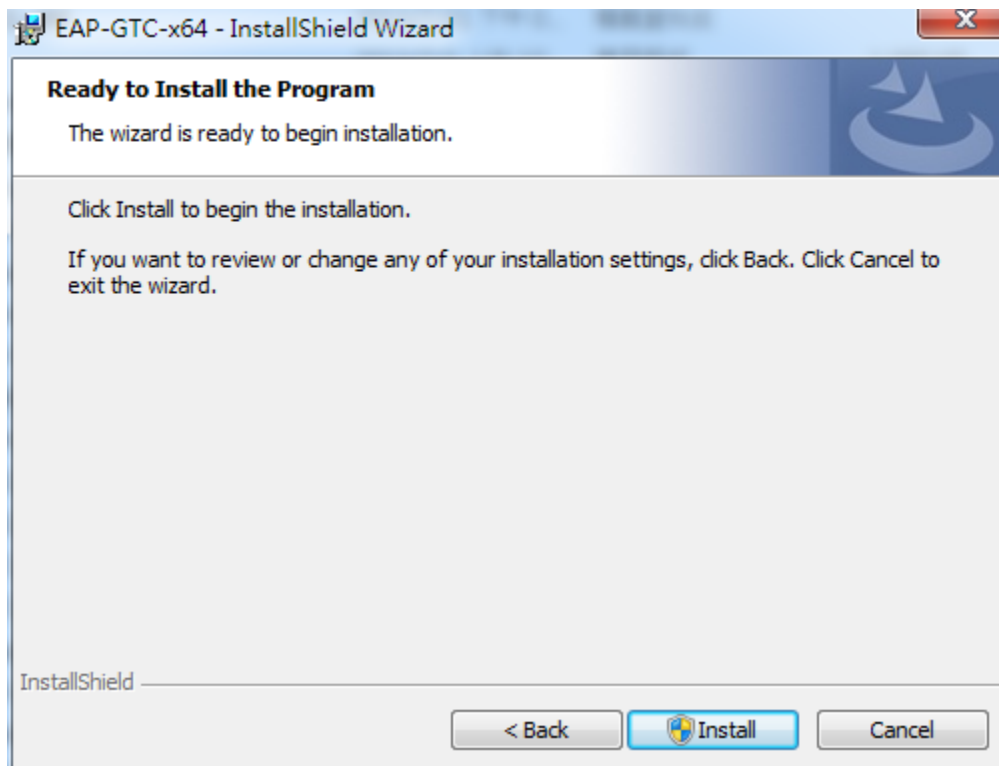 EAP-GTC-x64 - InstallShield Wizard
Ready to Install the Program
The wizard is ready to begin installation.
Click Install to begin the installation.
If you want to review or change any of your installation settings, click Back. Click Cancel to
exit the wizard.
InstallShield
< Back
Install
Cancel